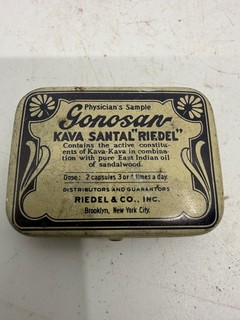 Physician's Sample
Gonosan
KAVA SANTAL "RIEDEL"
Contains the active constitu-
ents of Kava-Kava in combina-
tion with pure East Indian oil
of sandalwood.
Dose: 2 capsules 3 or 4 times a day.
DISTRIBUTORS AND GUARANTORS
RIEDEL & CO., INC.
Brooklyn, New York City.